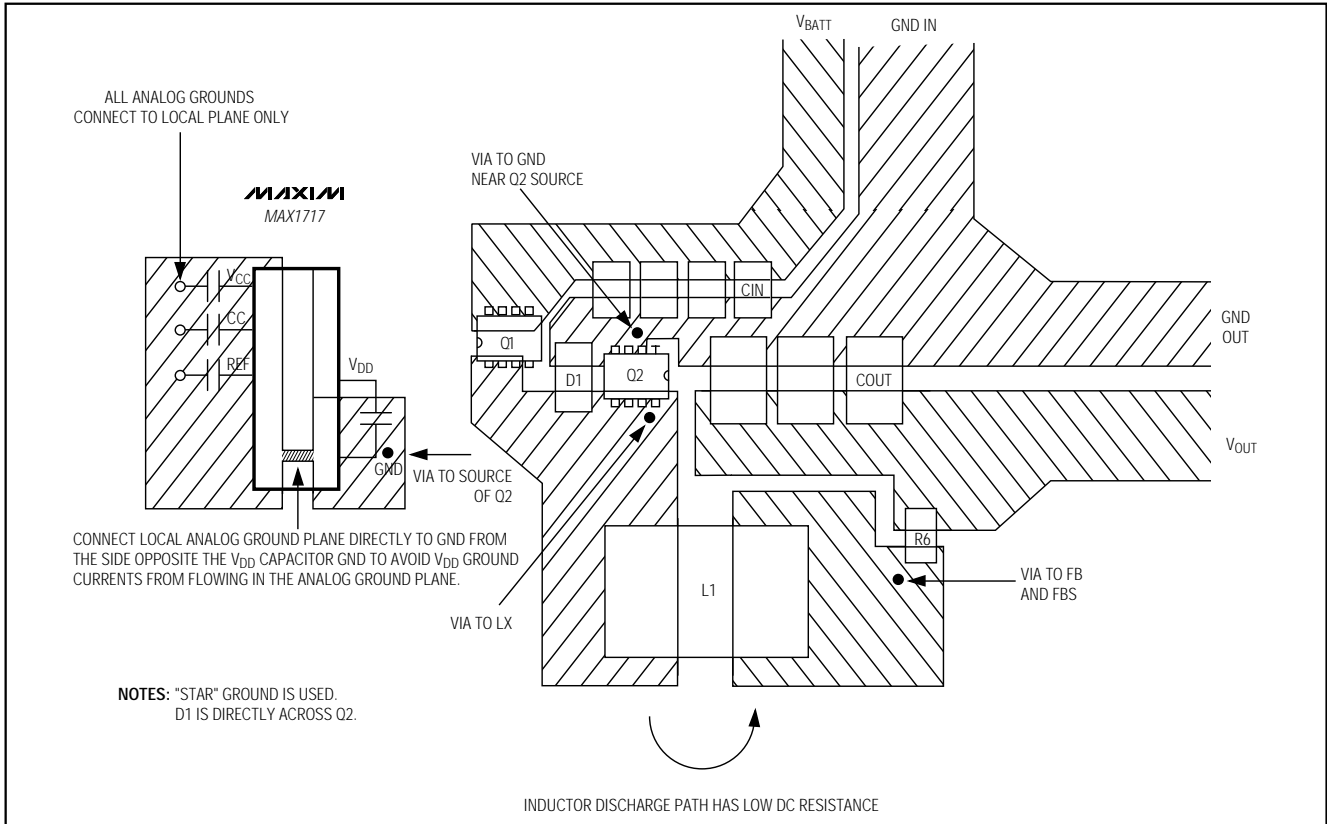 VBATT
GND IN
ALL ANALOG GROUNDS
CONNECT TO LOCAL PLANE ONLY
VIA TO GND
NEAR Q2 SOURCE
MAXIM
MAX1717
VCC
CC
REF
VDD
GND
CIN
Q1
D1
Q2
COUT
GND
OUT
VOUT
VIA TO SOURCE
OF Q2
CONNECT LOCAL ANALOG GROUND PLANE DIRECTLY TO GND FROM
THE SIDE OPPOSITE THE VDD CAPACITOR GND TO AVOID VDD GROUND
CURRENTS FROM FLOWING IN THE ANALOG GROUND PLANE.
R6
L1
VIA TO FB
AND FBS
VIA TO LX
NOTES: "STAR" GROUND IS USED.
D1 IS DIRECTLY ACROSS Q2.
INDUCTOR DISCHARGE PATH HAS LOW DC RESISTANCE